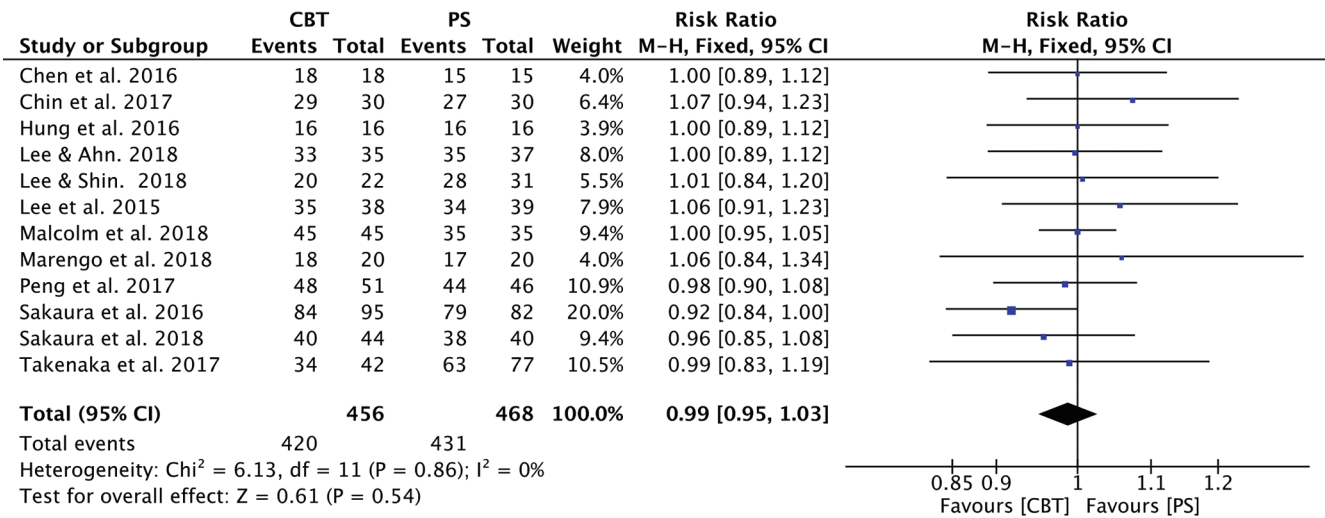 CBT PS Risk Ratio Risk Ratio
Study or Subgroup Events Total Events Total Weight M-H, Fixed, 95% CI M-H, Fixed, 95% CI
Chen et al. 2016 18 18 15 15 4.0% 1.00 [0.89, 1.12]
Chin et al. 2017 29 30 27 30 6.4% 1.07 [0.94, 1.23]
Hung et al. 2016 16 16 16 16 3.9% 1.00 [0.89, 1.12]
Lee & Ahn. 2018 33 35 35 37 8.0% 1.00 [0.89, 1.12]
Lee & Shin. 2018 20 22 28 31 5.5% 1.01 [0.84, 1.20]
Lee et al. 2015 35 38 34 39 7.9% 1.06 [0.91, 1.23]
Malcolm et al. 2018 45 45 35 35 9.4% 1.00 [0.95, 1.05]
Marengo et al. 2018 18 20 17 20 4.0% 1.06 [0.84, 1.34]
Peng et al. 2017 48 51 44 46 10.9% 0.98 [0.90, 1.08]
Sakaura et al. 2016 84 95 79 82 20.0% 0.92 [0.84, 1.00]
Sakaura et al. 2018 40 44 38 40 9.4% 0.96 [0.85, 1.08]
Takenaka et al. 2017 34 42 63 77 10.5% 0.99 [0.83, 1.19]
Total (95% CI) 456 468 100.0% 0.99 [0.95, 1.03]
Total events 420 431
Heterogeneity: Chi² = 6.13, df = 11 (P = 0.86); I² = 0%
Test for overall effect: Z = 0.61 (P = 0.54)
0.85 0.9 1 1.1 1.2
Favours [CBT] Favours [PS]